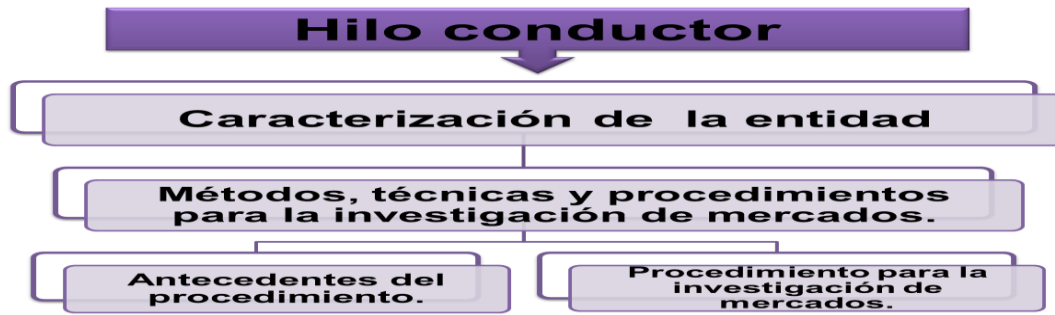 Hilo conductor
Caracterización de la entidad
Métodos, técnicas y procedimientos
para la investigación de mercados.
Antecedentes del
procedimiento.
Procedimiento para la
investigación de
mercados.